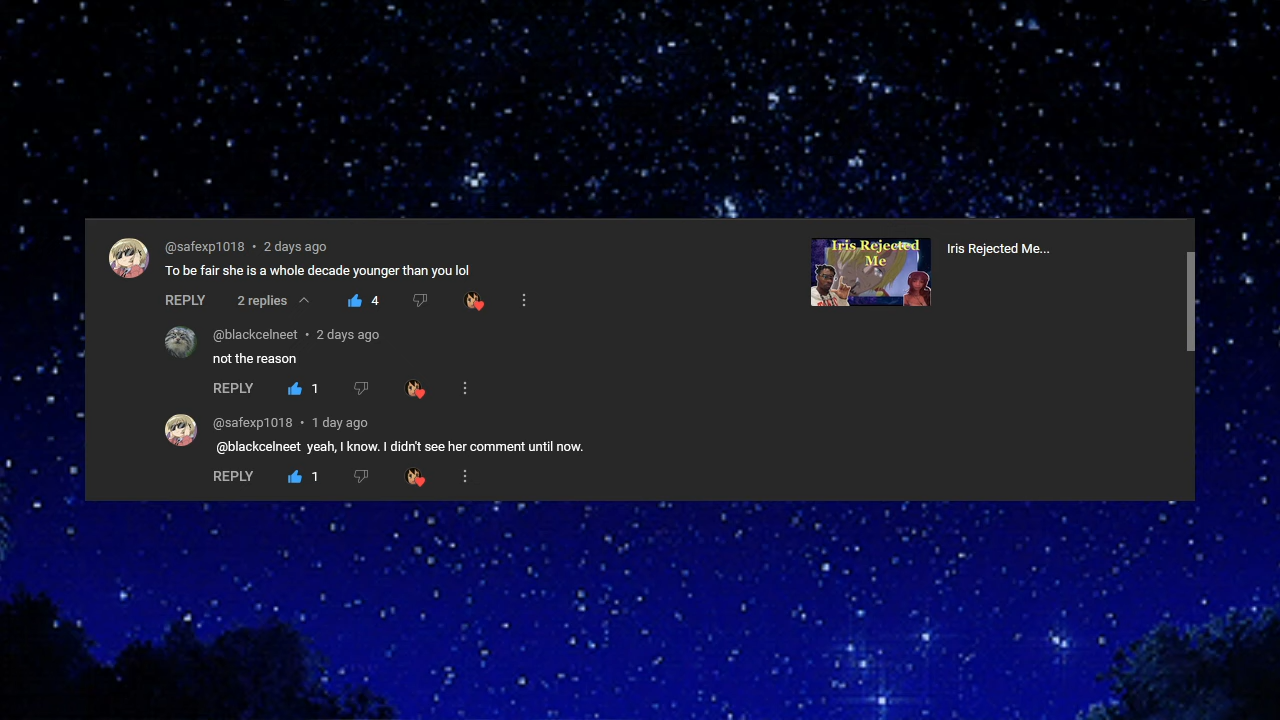 @safexp1018 • 2 days ago
To be fair she is a whole decade younger than you lol
REPLY 2 replies 4
@blackcelneet • 2 days ago
not the reason
REPLY 1
@safexp1018 • 1 day ago
@blackcelneet yeah, I know. I didn't see her comment until now.
REPLY 1
Iris Rejected
Me
Iris Rejected Me...